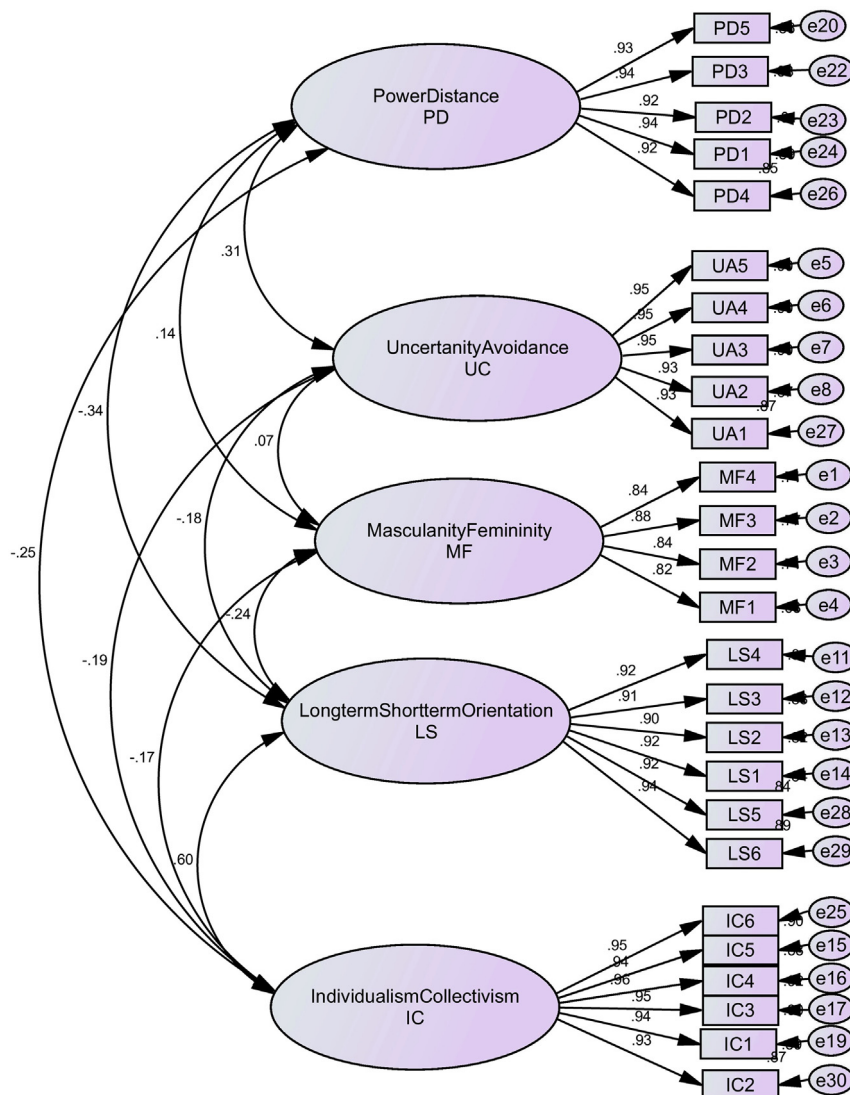 PD5
e20
.93
PD3
e22
.94
PowerDistance
PD
.92
PD2
e23
.94
PD1
e24
.92
.85
PD4
e26
.31
UA5
e5
.95
UA4
e6
.95
.14
UncertanityAvoidance
UC
.95
UA3
e7
.93
UA2
e8
.93
.87
UA1
e27
-.34
.07
MF4
e1
.84
-.18
MF3
e2
.88
MasculanityFemininity
MF
.84
MF2
e3
.82
MF1
e4
-.25
-.24
LS4
e11
.92
-.19
LS3
e12
.91
LongtermShorttermOrientation
LS
.90
LS2
e13
.92
LS1
e14
.92
.84
-.17
LS5
e28
.94
.89
LS6
e29
.60
IC6
.90
e25
.95
IC5
e15
.94
IC4
e16
.96
IndividualismCollectivism
IC
.95
IC3
e17
.94
IC1
e19
.93
.87
IC2
e30